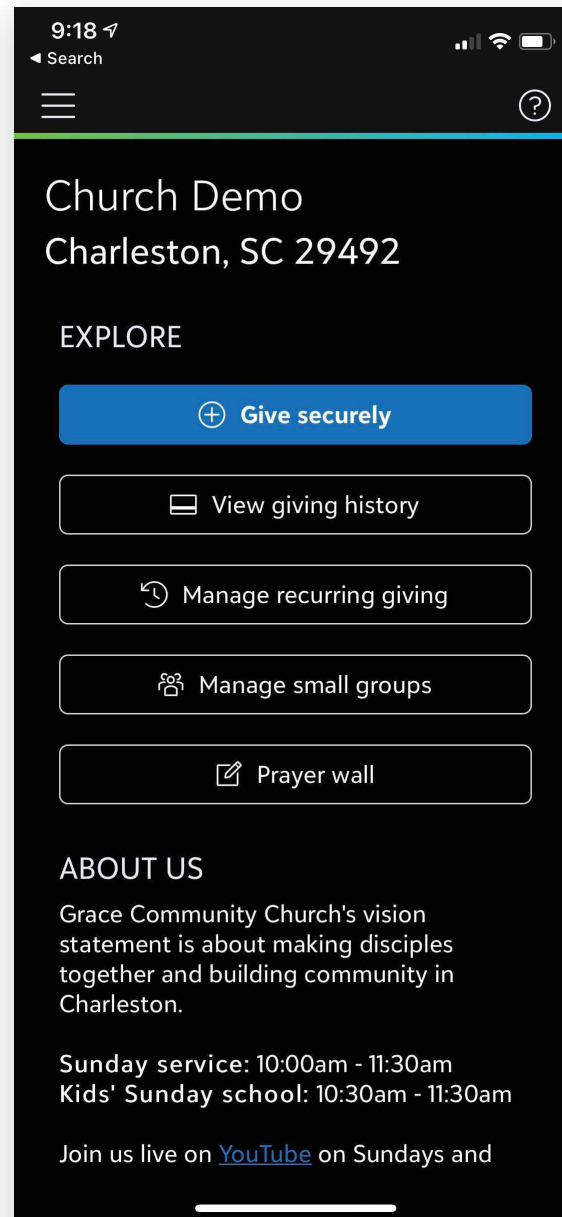 9:18
◀ Search
Church Demo
Charleston, SC 29492
EXPLORE
Give securely
View giving history
Manage recurring giving
Manage small groups
Prayer wall
ABOUT US
Grace Community Church's vision
statement is about making disciples
together and building community in
Charleston.
Sunday service: 10:00am - 11:30am
Kids' Sunday school: 10:30am - 11:30am
Join us live on YouTube on Sundays and